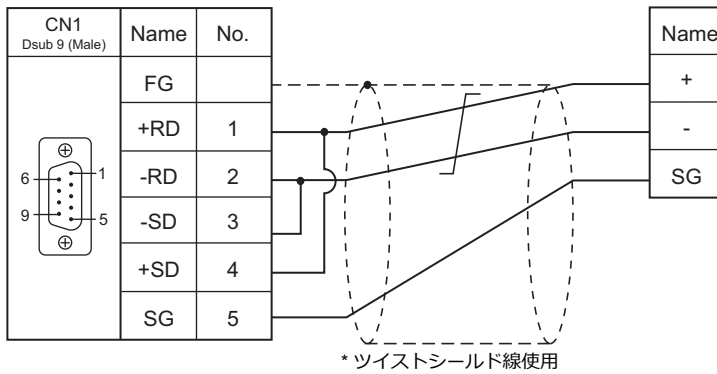 CN1
Dsub 9 (Male)
Name No.
FG
+RD 1
-RD 2
-SD 3
+SD 4
SG 5
6
1
9
5
Name
+
-
SG
* ツイストシールド線使用